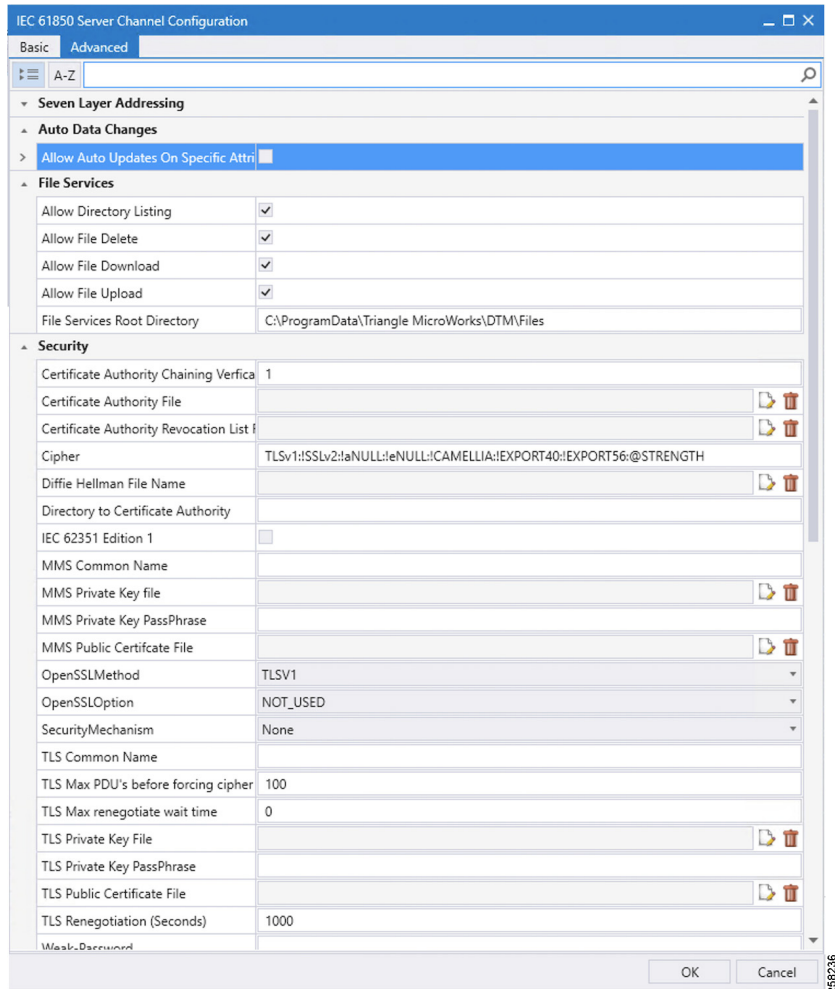 IEC 61850 Server Channel Configuration
Basic Advanced
A-Z
Seven Layer Addressing
Auto Data Changes
Allow Auto Updates On Specific Attri
File Services
Allow Directory Listing
Allow File Delete
Allow File Download
Allow File Upload
File Services Root Directory C:\ProgramData\Triangle MicroWorks\DTM\Files
Security
Certificate Authority Chaining Verfica 1
Certificate Authority File
Certificate Authority Revocation List F
Cipher TLSv1:!SSLv2:!aNULL:!eNULL:!CAMELLIA:!EXPORT40:!EXPORT56:@STRENGTH
Diffie Hellman File Name
Directory to Certificate Authority
IEC 62351 Edition 1
MMS Common Name
MMS Private Key file
MMS Private Key PassPhrase
MMS Public Certifcate File
OpenSSLMethod TLSV1
OpenSSLOption NOT_USED
SecurityMechanism None
TLS Common Name
TLS Max PDU's before forcing cipher 100
TLS Max renegotiate wait time 0
TLS Private Key File
TLS Private Key PassPhrase
TLS Public Certificate File
TLS Renegotiation (Seconds) 1000
Weak-Password
OK Cancel